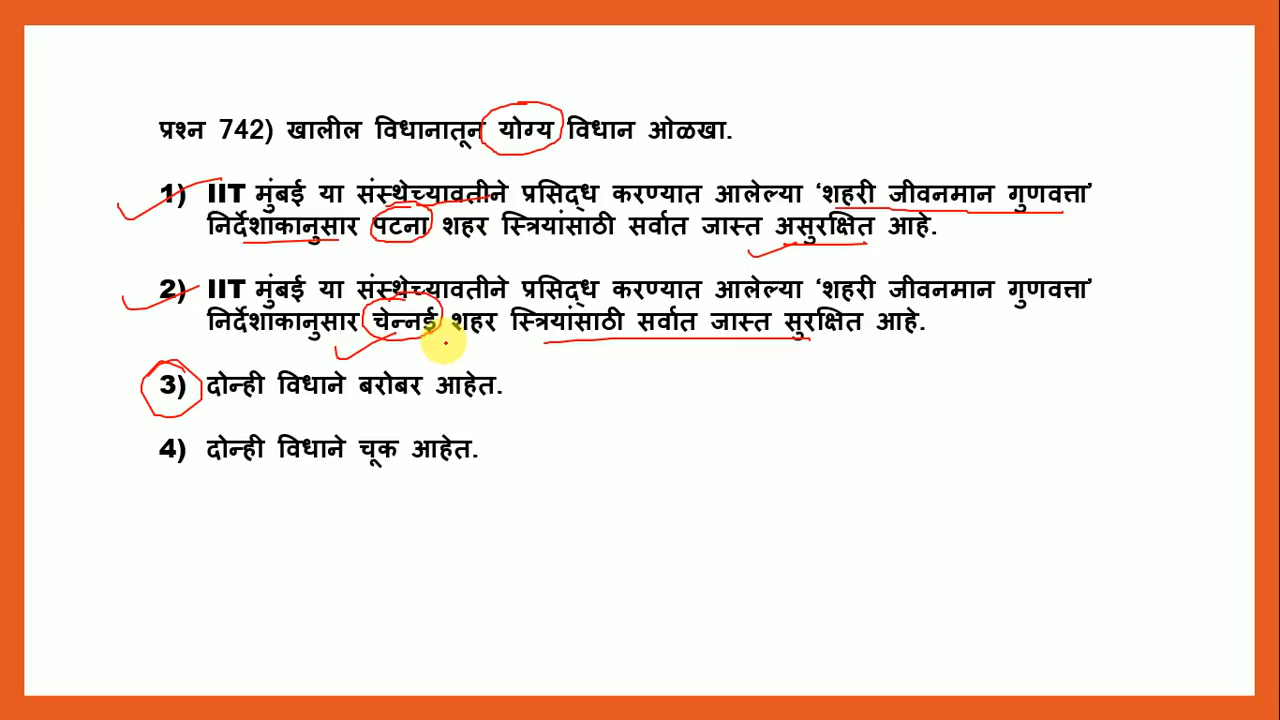 प्रश्न 742) खालील विधानातून योग्य विधान ओळखा.
1) IIT मुंबई या संस्थेच्यावतीने प्रसिद्ध करण्यात आलेल्या ‘शहरी जीवनमान गुणवत्ता’
निर्देशाकानुसार पटना शहर स्त्रियांसाठी सर्वात जास्त असुरक्षित आहे.
2) IIT मुंबई या संस्थेच्यावतीने प्रसिद्ध करण्यात आलेल्या ‘शहरी जीवनमान गुणवत्ता’
निर्देशाकानुसार चेन्नई शहर स्त्रियांसाठी सर्वात जास्त सुरक्षित आहे.
3) दोन्ही विधाने बरोबर आहेत.
4) दोन्ही विधाने चूक आहेत.